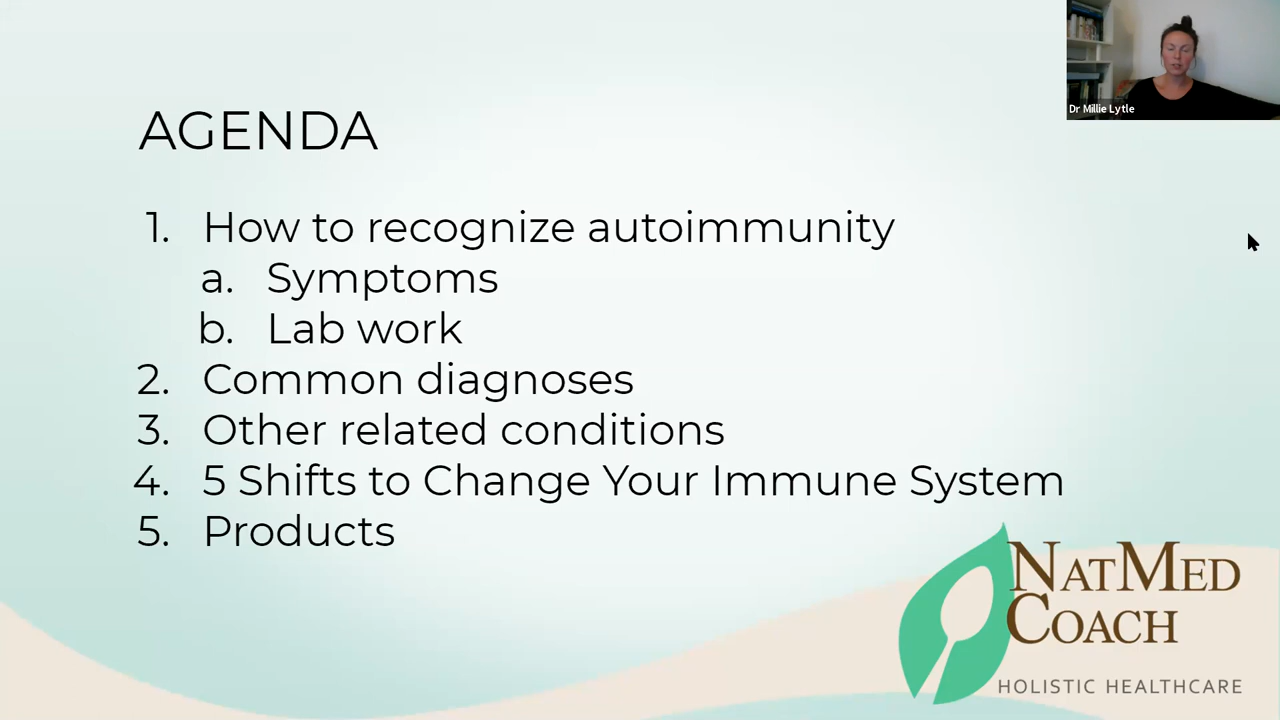 Dr Millie Lytle
AGENDA
1. How to recognize autoimmunity
a. Symptoms
b. Lab work
2. Common diagnoses
3. Other related conditions
4. 5 Shifts to Change Your Immune System
5. Products
NATMED
COACH
HOLISTIC HEALTHCARE